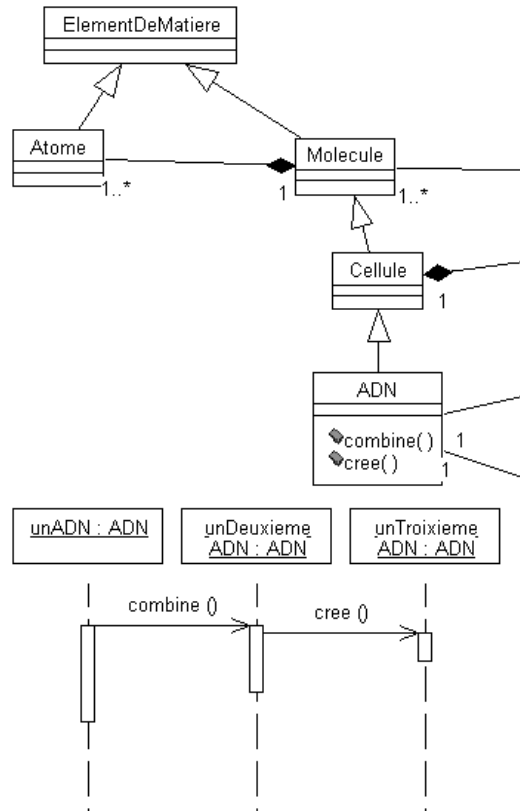 ElementDeMatiere
Atome
Molecule
1..*
1
1..*
Cellule
1
ADN
combine()
cree()
1
1
unADN : ADN
unDeuxieme
ADN : ADN
unTroixieme
ADN : ADN
combine ()
cree ()